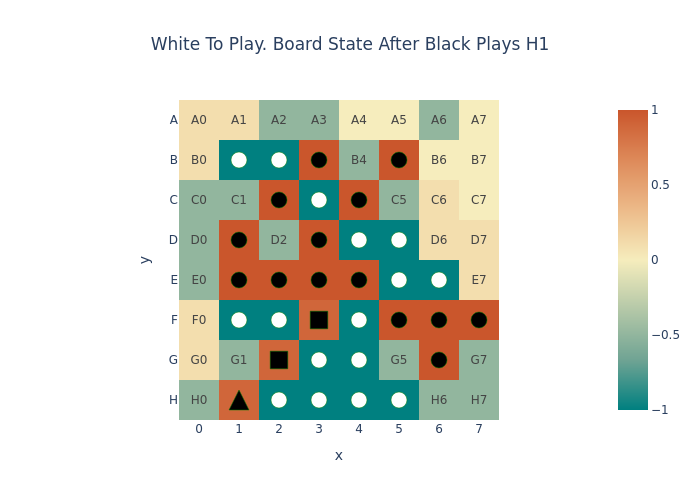 White To Play. Board State After Black Plays H1
A A0 A1 A2 A3 A4 A5 A6 A7
B B0 B4 B6 B7
C C0 C1 C5 C6 C7
D D0 D2 D6 D7
E E0 E7
F F0
G G0 G1 G5 G7
H H0 H6 H7
0 1 2 3 4 5 6 7
x
y
1
0.5
0
−0.5
−1